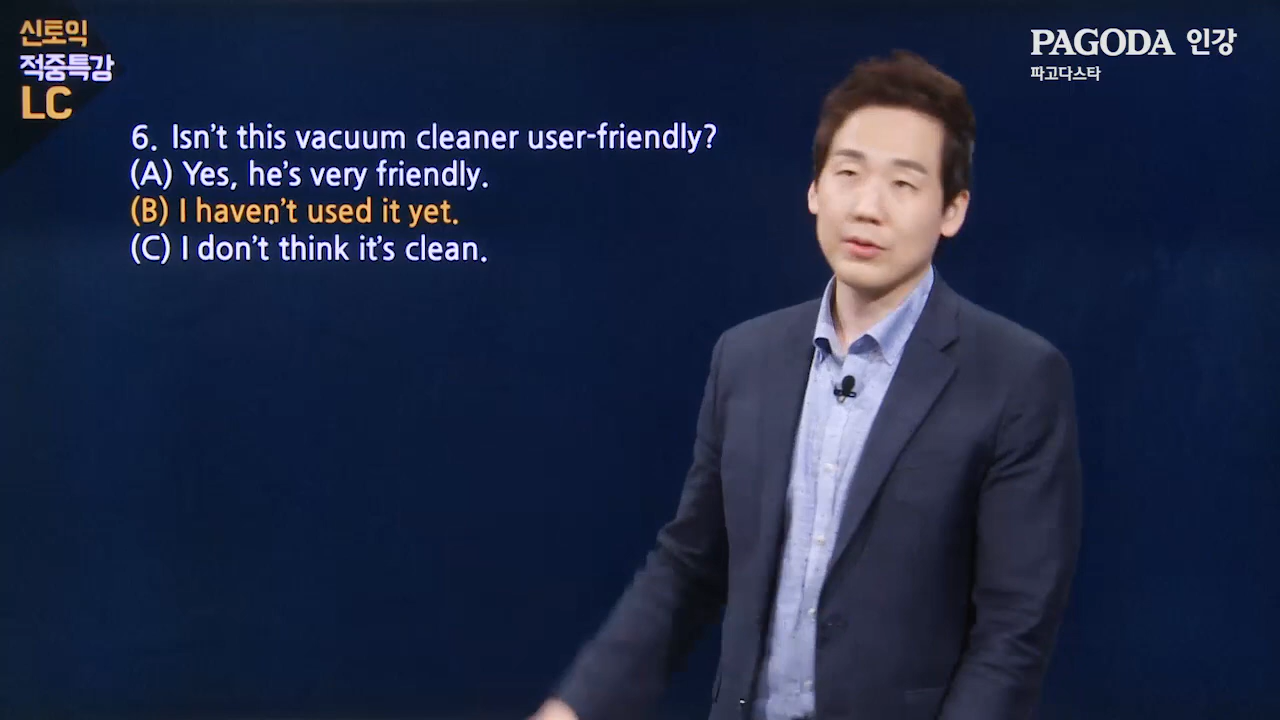 신토익
적중특강
LC
PAGODA 인강
파고다스타
6. Isn't this vacuum cleaner user-friendly?
(A) Yes, he's very friendly.
(B) I haven't used it yet.
(C) I don't think it's clean.